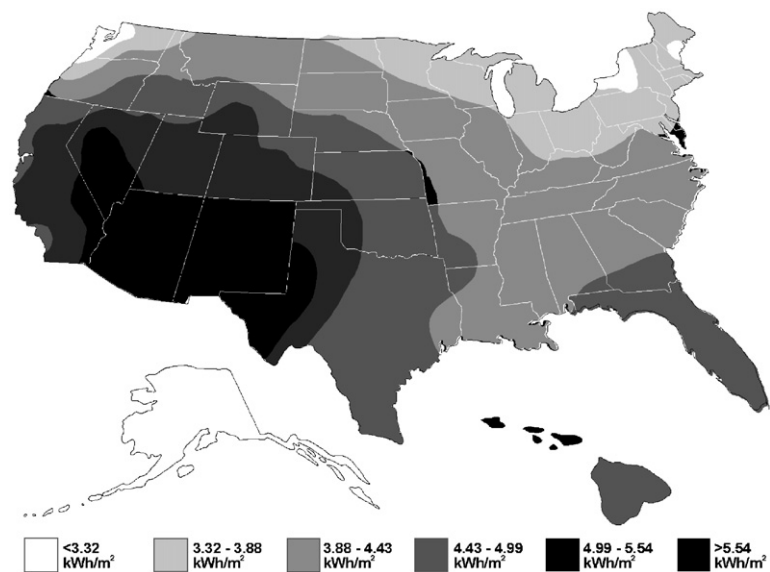 <3.32
kWh/m²
3.32 - 3.88
kWh/m²
3.88 - 4.43
kWh/m²
4.43 - 4.99
kWh/m²
4.99 - 5.54
kWh/m²
>5.54
kWh/m²